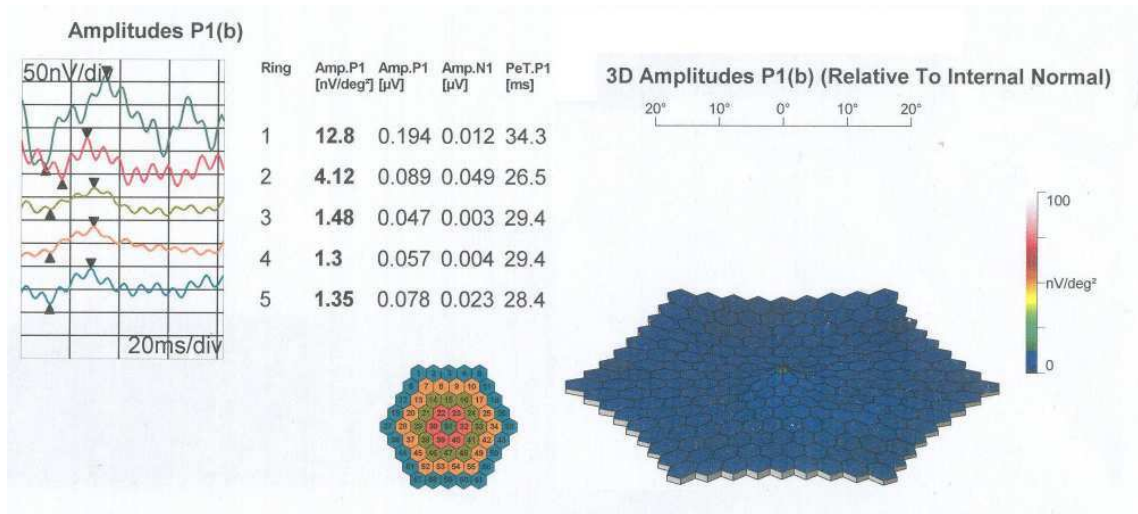 Amplitudes P1(b)
50nV/div
20ms/div
Ring Amp.P1 [nV/deg²] Amp.P1 [µV] Amp.N1 [µV] PeT.P1 [ms]
1 12.8 0.194 0.012 34.3
2 4.12 0.089 0.049 26.5
3 1.48 0.047 0.003 29.4
4 1.3 0.057 0.004 29.4
5 1.35 0.078 0.023 28.4
3D Amplitudes P1(b) (Relative To Internal Normal)
20° 10° 0° 10° 20°
100
nV/deg²
0